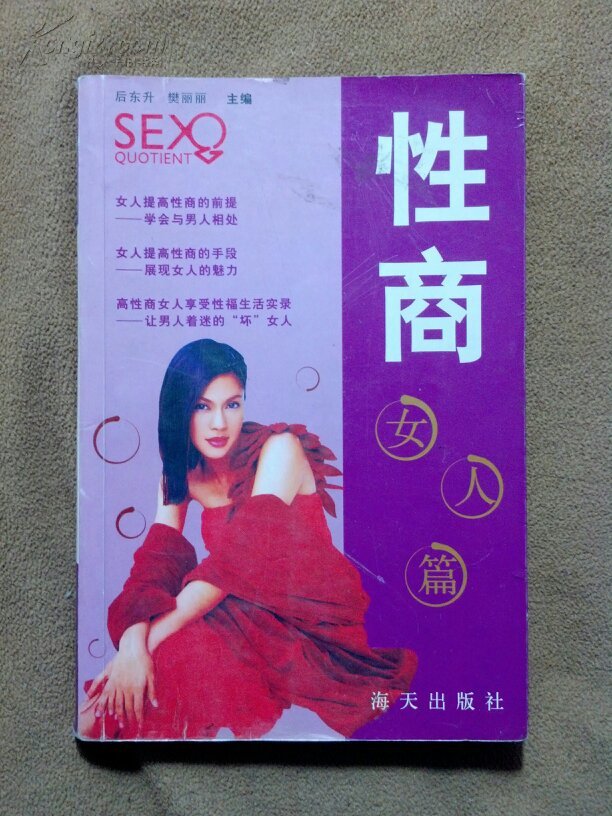 后东升 樊丽丽 主编
SEXQ
QUOTIENT
女人提高性商的前提
——学会与男人相处
女人提高性商的手段
——展现女人的魅力
高性商女人享受性福生活实录
——让男人着迷的“坏”女人
性商
女人篇
海天出版社